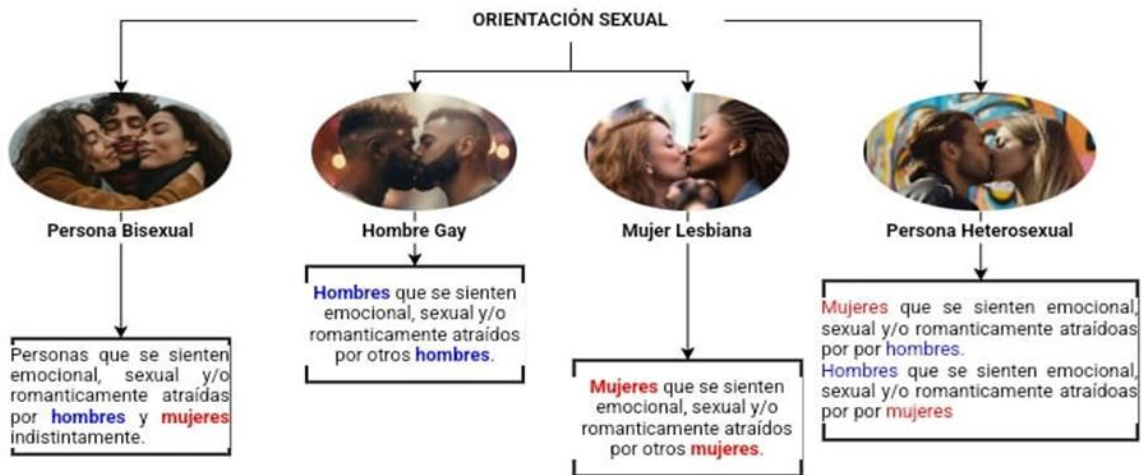 ORIENTACIÓN SEXUAL
Persona Bisexual
Personas que se sienten
emocional, sexual y/o
romanticamente atraídas
por hombres y mujeres
indistintamente.
Hombre Gay
Hombres que se sienten
emocional, sexual y/o
romanticamente atraídos
por otros hombres.
Mujer Lesbiana
Mujeres que se sienten
emocional, sexual y/o
romanticamente atraídos
por otros mujeres.
Persona Heterosexual
Mujeres que se sienten emocional,
sexual y/o romanticamente atraídoas
por por hombres.
Hombres que se sienten emocional,
sexual y/o romanticamente atraídoas
por por mujeres